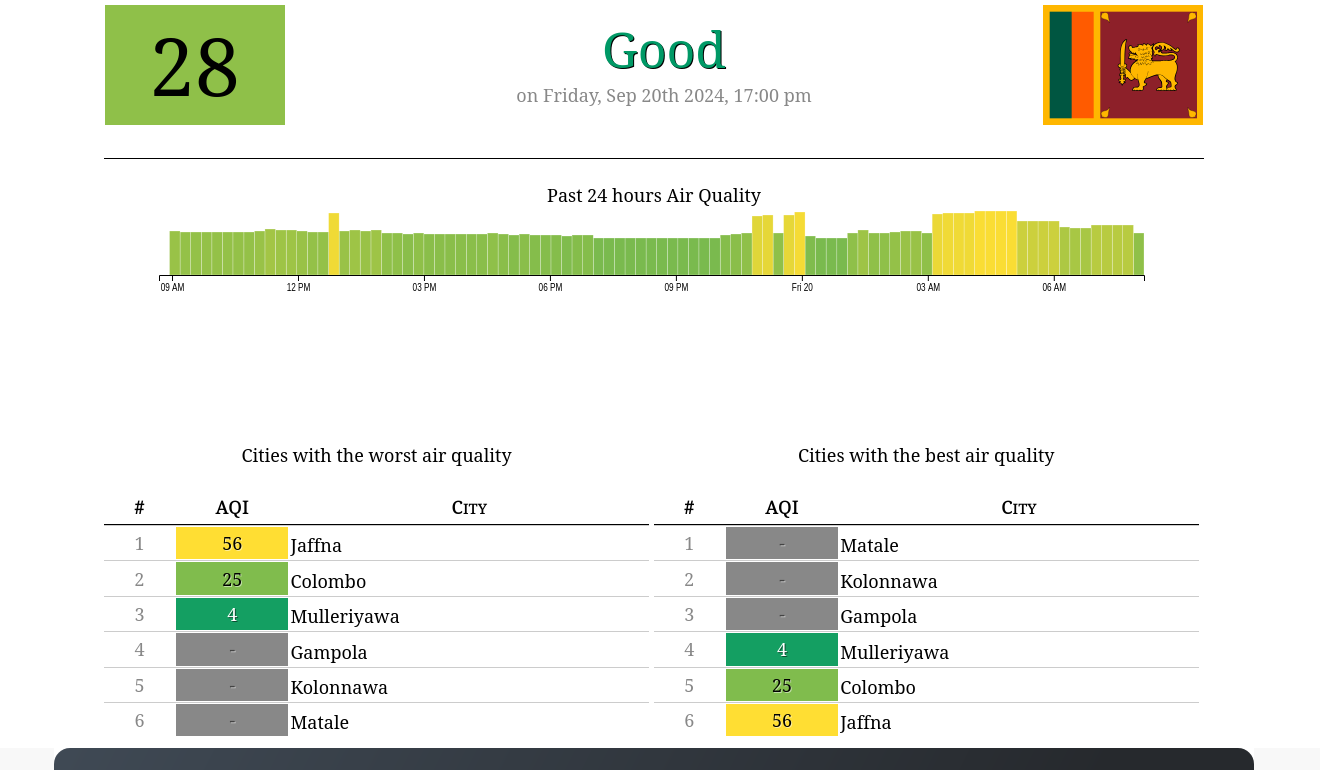 28
Good
on Friday, Sep 20th 2024, 17:00 pm
Past 24 hours Air Quality
09 AM 12 PM 03 PM 06 PM 09 PM Fri 20 03 AM 06 AM
Cities with the worst air quality
# AQI City
1 56 Jaffna
2 25 Colombo
3 4 Mulleriyawa
4 - Gampola
5 - Kolonnawa
6 - Matale
Cities with the best air quality
# AQI City
1 - Matale
2 - Kolonnawa
3 - Gampola
4 4 Mulleriyawa
5 25 Colombo
6 56 Jaffna